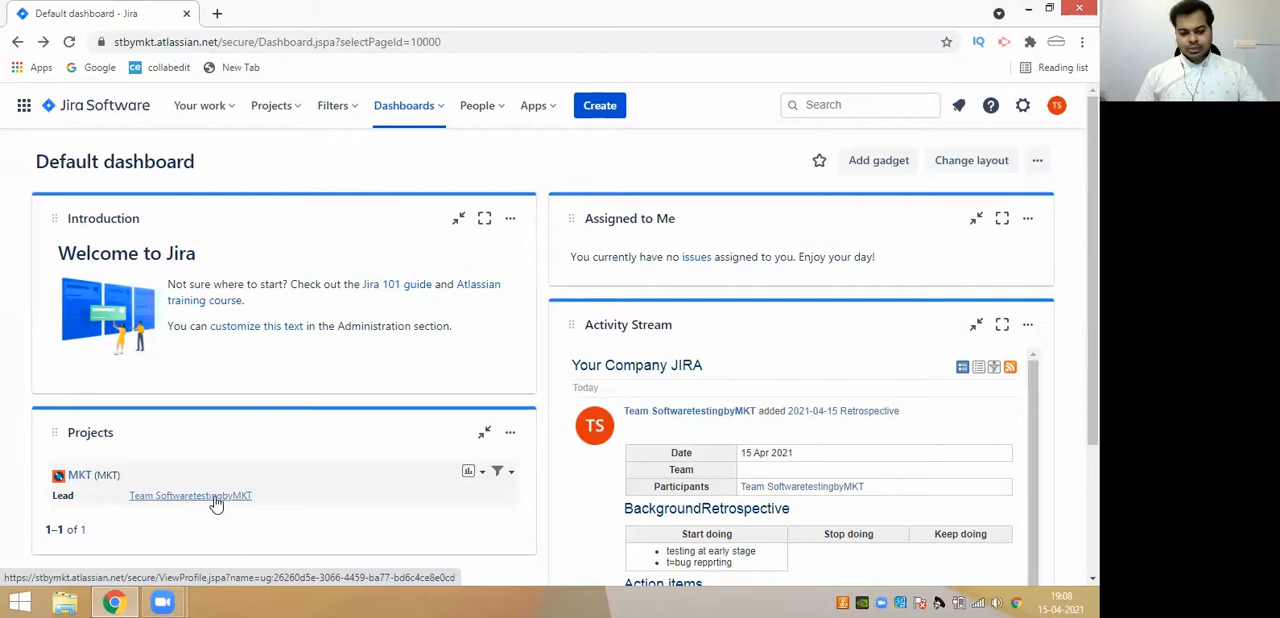 Default dashboard - Jira
stbymkt.atlassian.net/secure/Dashboard.jspa?selectPageId=10000
IQ
Apps
Google
ce collabedit
New Tab
Reading list
Jira Software
Your work
Projects
Filters
Dashboards
People
Apps
Create
Search
TS
Default dashboard
Add gadget
Change layout
Introduction
Welcome to Jira
Not sure where to start? Check out the Jira 101 guide and Atlassian
training course.
You can customize this text in the Administration section.
Projects
MKT (MKT)
Lead Team SoftwaretestingbyMKT
1–1 of 1
Assigned to Me
You currently have no issues assigned to you. Enjoy your day!
Activity Stream
Your Company JIRA
Today
TS
Team SoftwaretestingbyMKT added 2021-04-15 Retrospective
Date 15 Apr 2021
Team
Participants Team SoftwaretestingbyMKT
BackgroundRetrospective
Start doing Stop doing Keep doing
testing at early stage
t=bug repprting
Action items
https://stbymkt.atlassian.net/secure/ViewProfile.jspa?name=ug:26260d5e-3066-4459-ba77-bd6c4ce8e0cd
19:08
15-04-2021